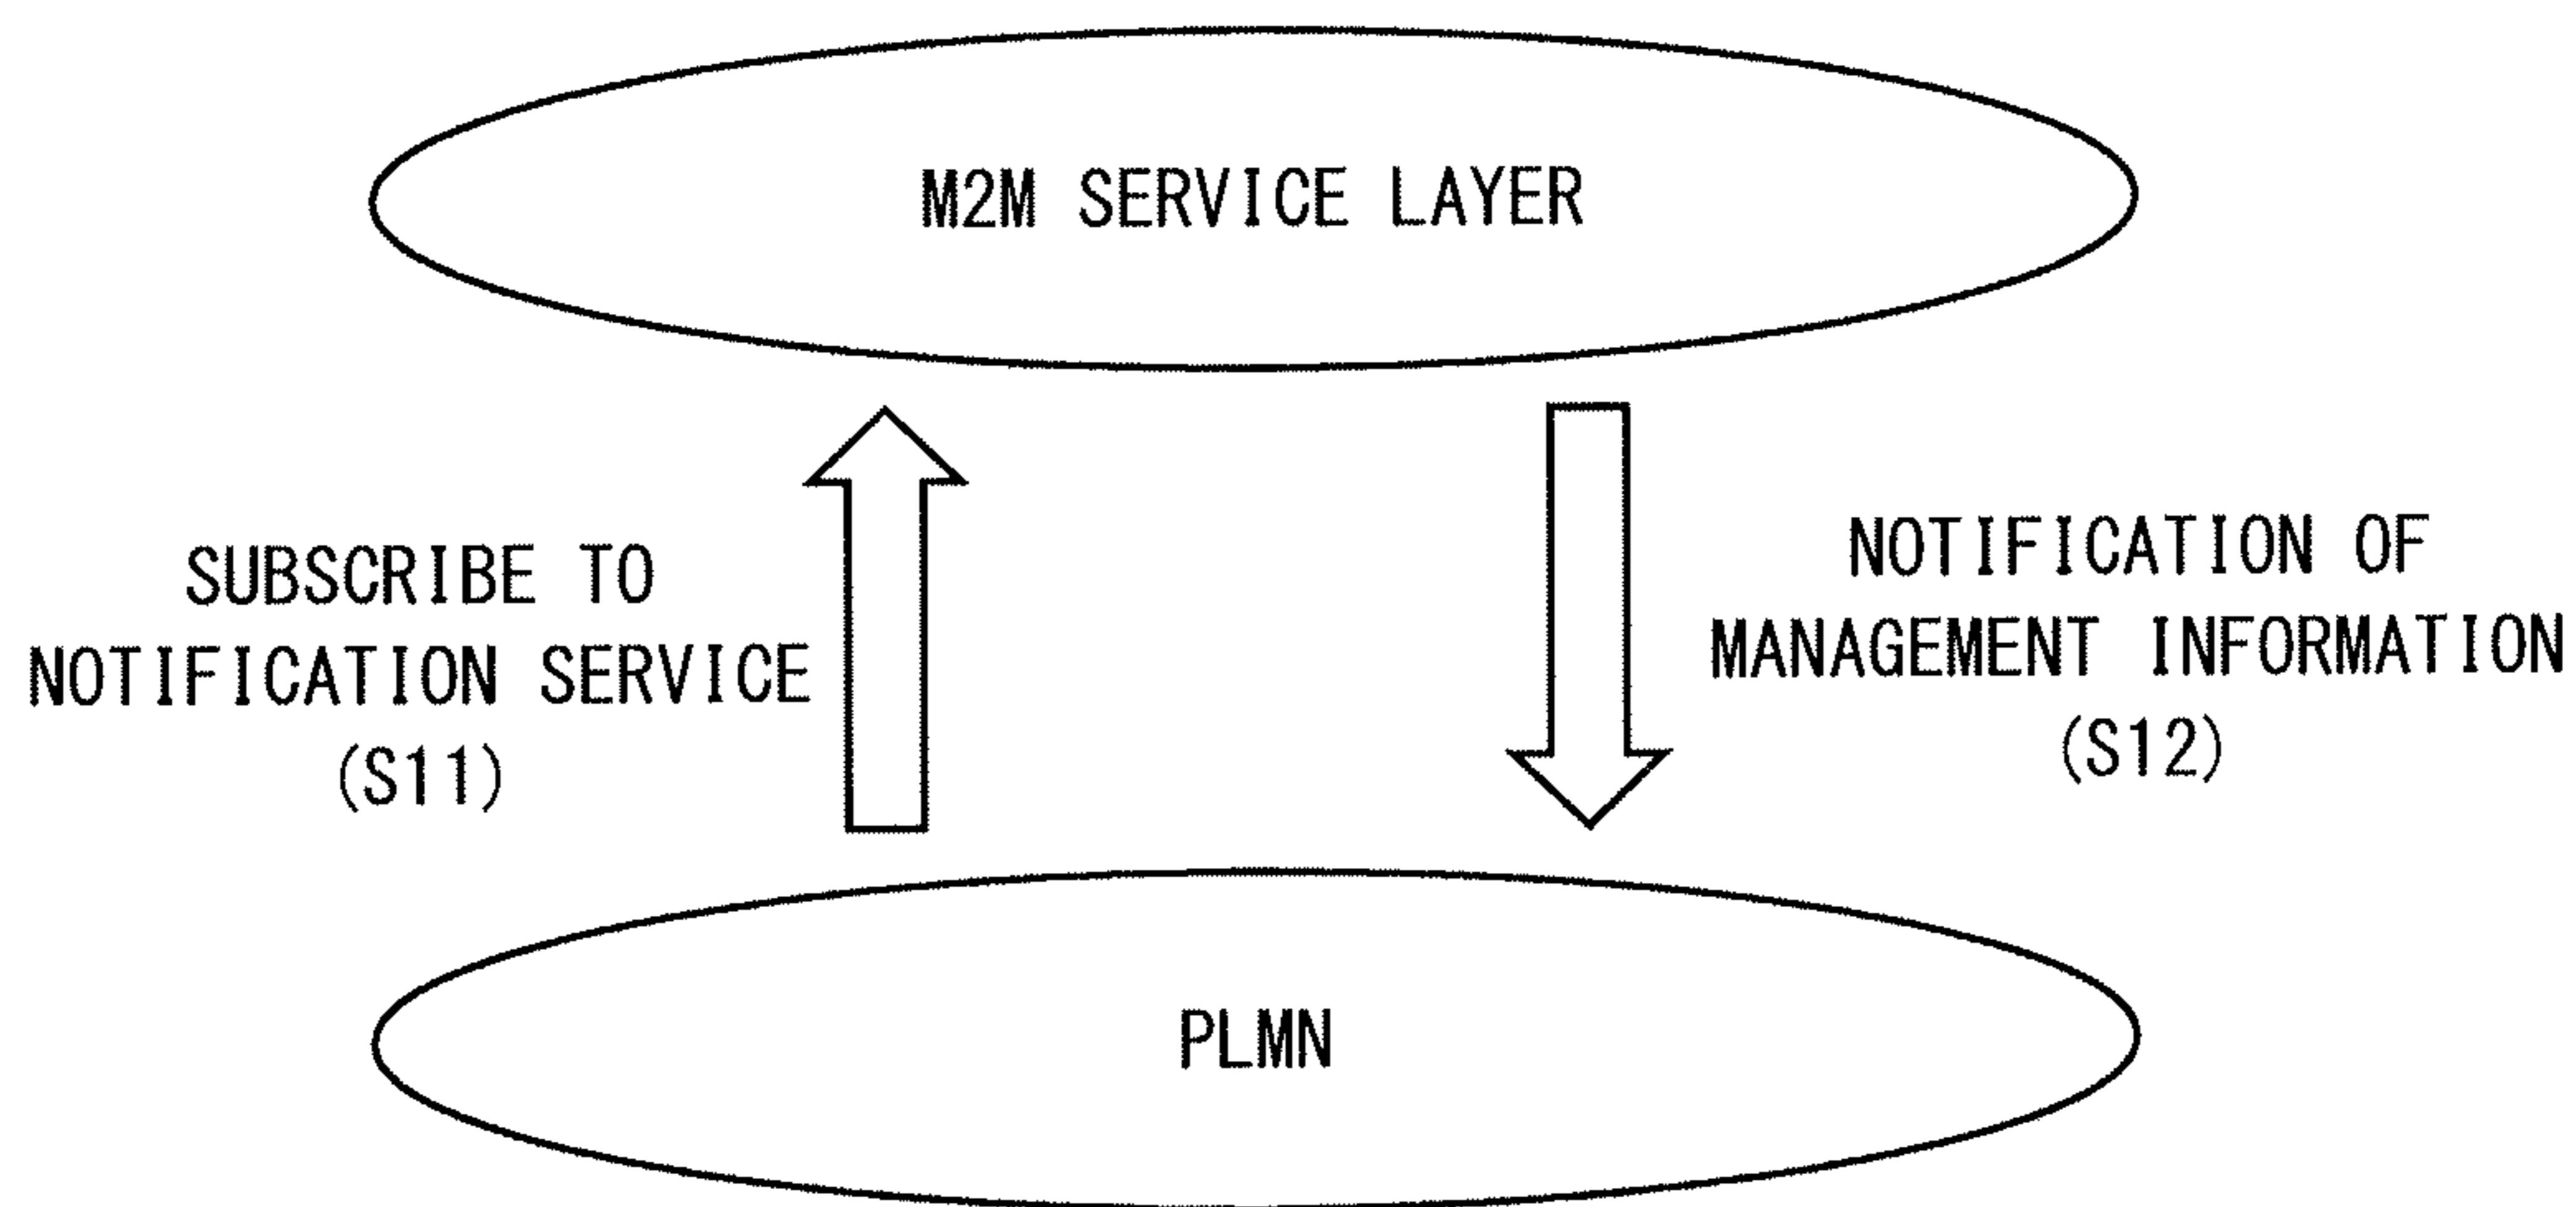 M2M SERVICE LAYER
SUBSCRIBE TO
NOTIFICATION SERVICE
(S11)
NOTIFICATION OF
MANAGEMENT INFORMATION
(S12)
PLMN